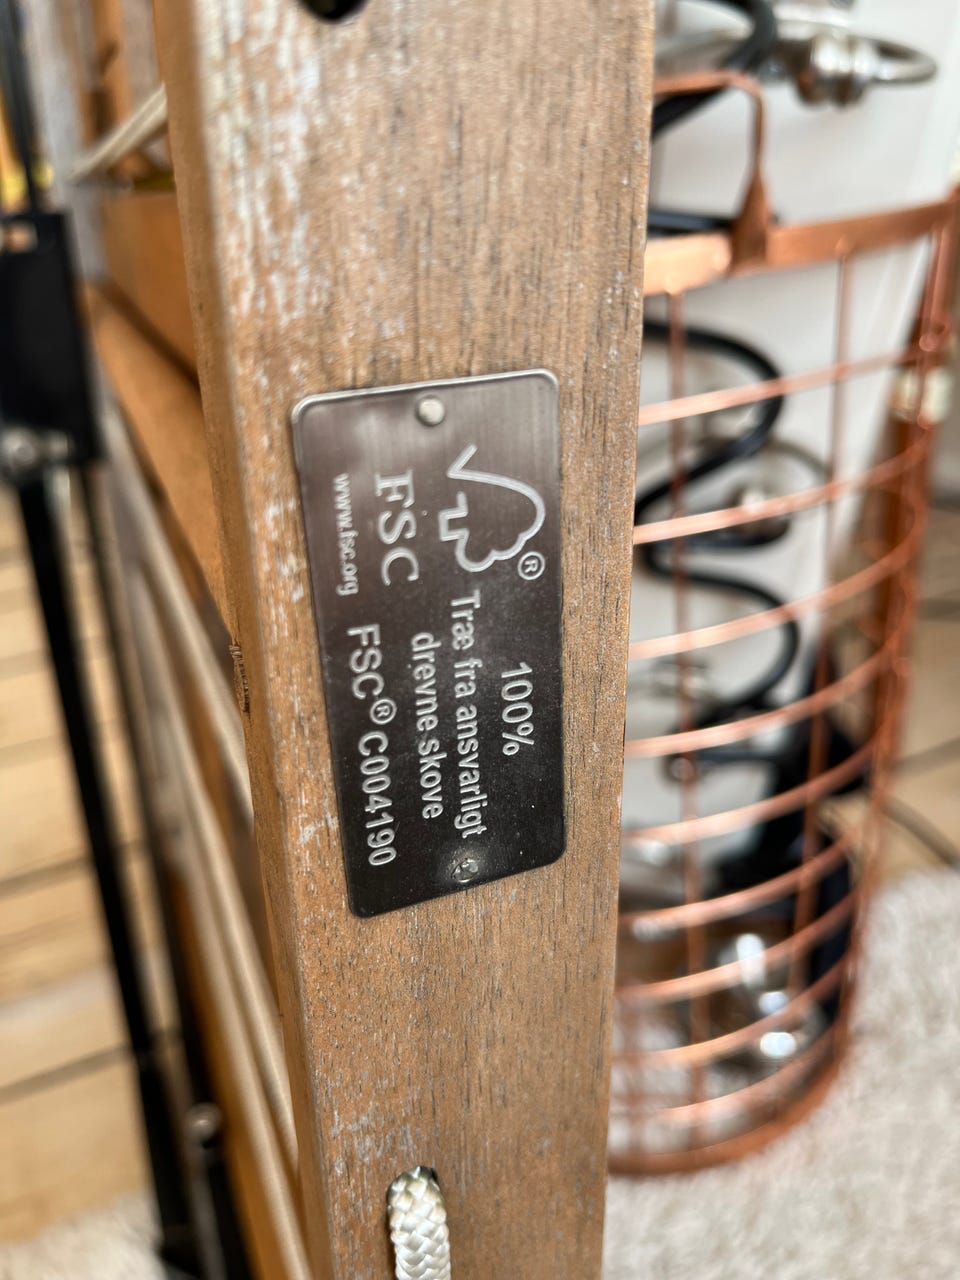 100%
Træ fra ansvarligt
drevne skove
FSC® C004190
®
FSC
www.fsc.org